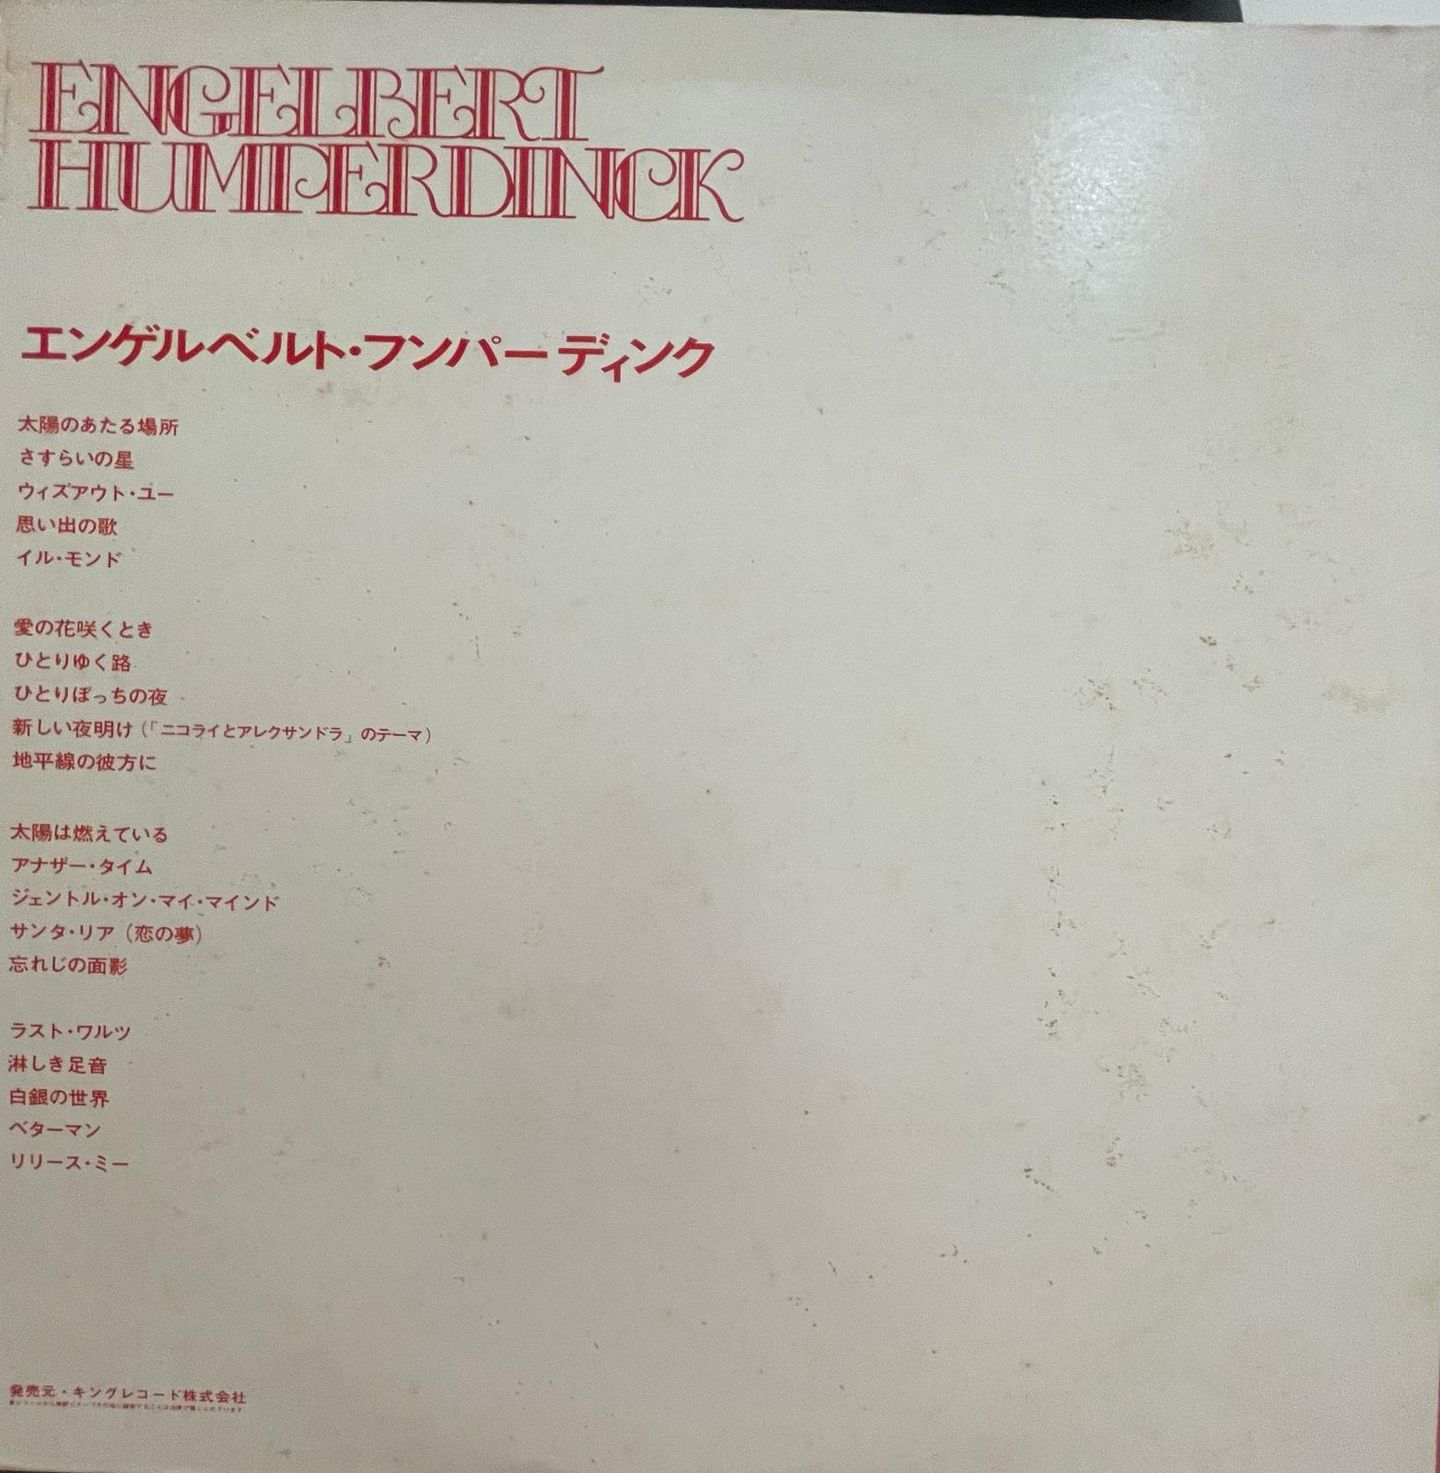 ENGELBERT
HUMPERDINCK
エンゲルベルト・フンパーディンク
太陽のあたる場所
さすらいの星
ウィズアウト・ユー
思い出の歌
イル・モンド
愛の花咲くとき
ひとりゆく路
ひとりぼっちの夜
新しい夜明け（「ニコライとアレクサンドラ」のテーマ）
地平線の彼方に
太陽は燃えている
アナザー・タイム
ジェントル・オン・マイ・マインド
サンタ・リア（恋の夢）
忘れじの面影
ラスト・ワルツ
淋しき足音
白銀の世界
ベターマン
リリース・ミー
発売元・キングレコード株式会社